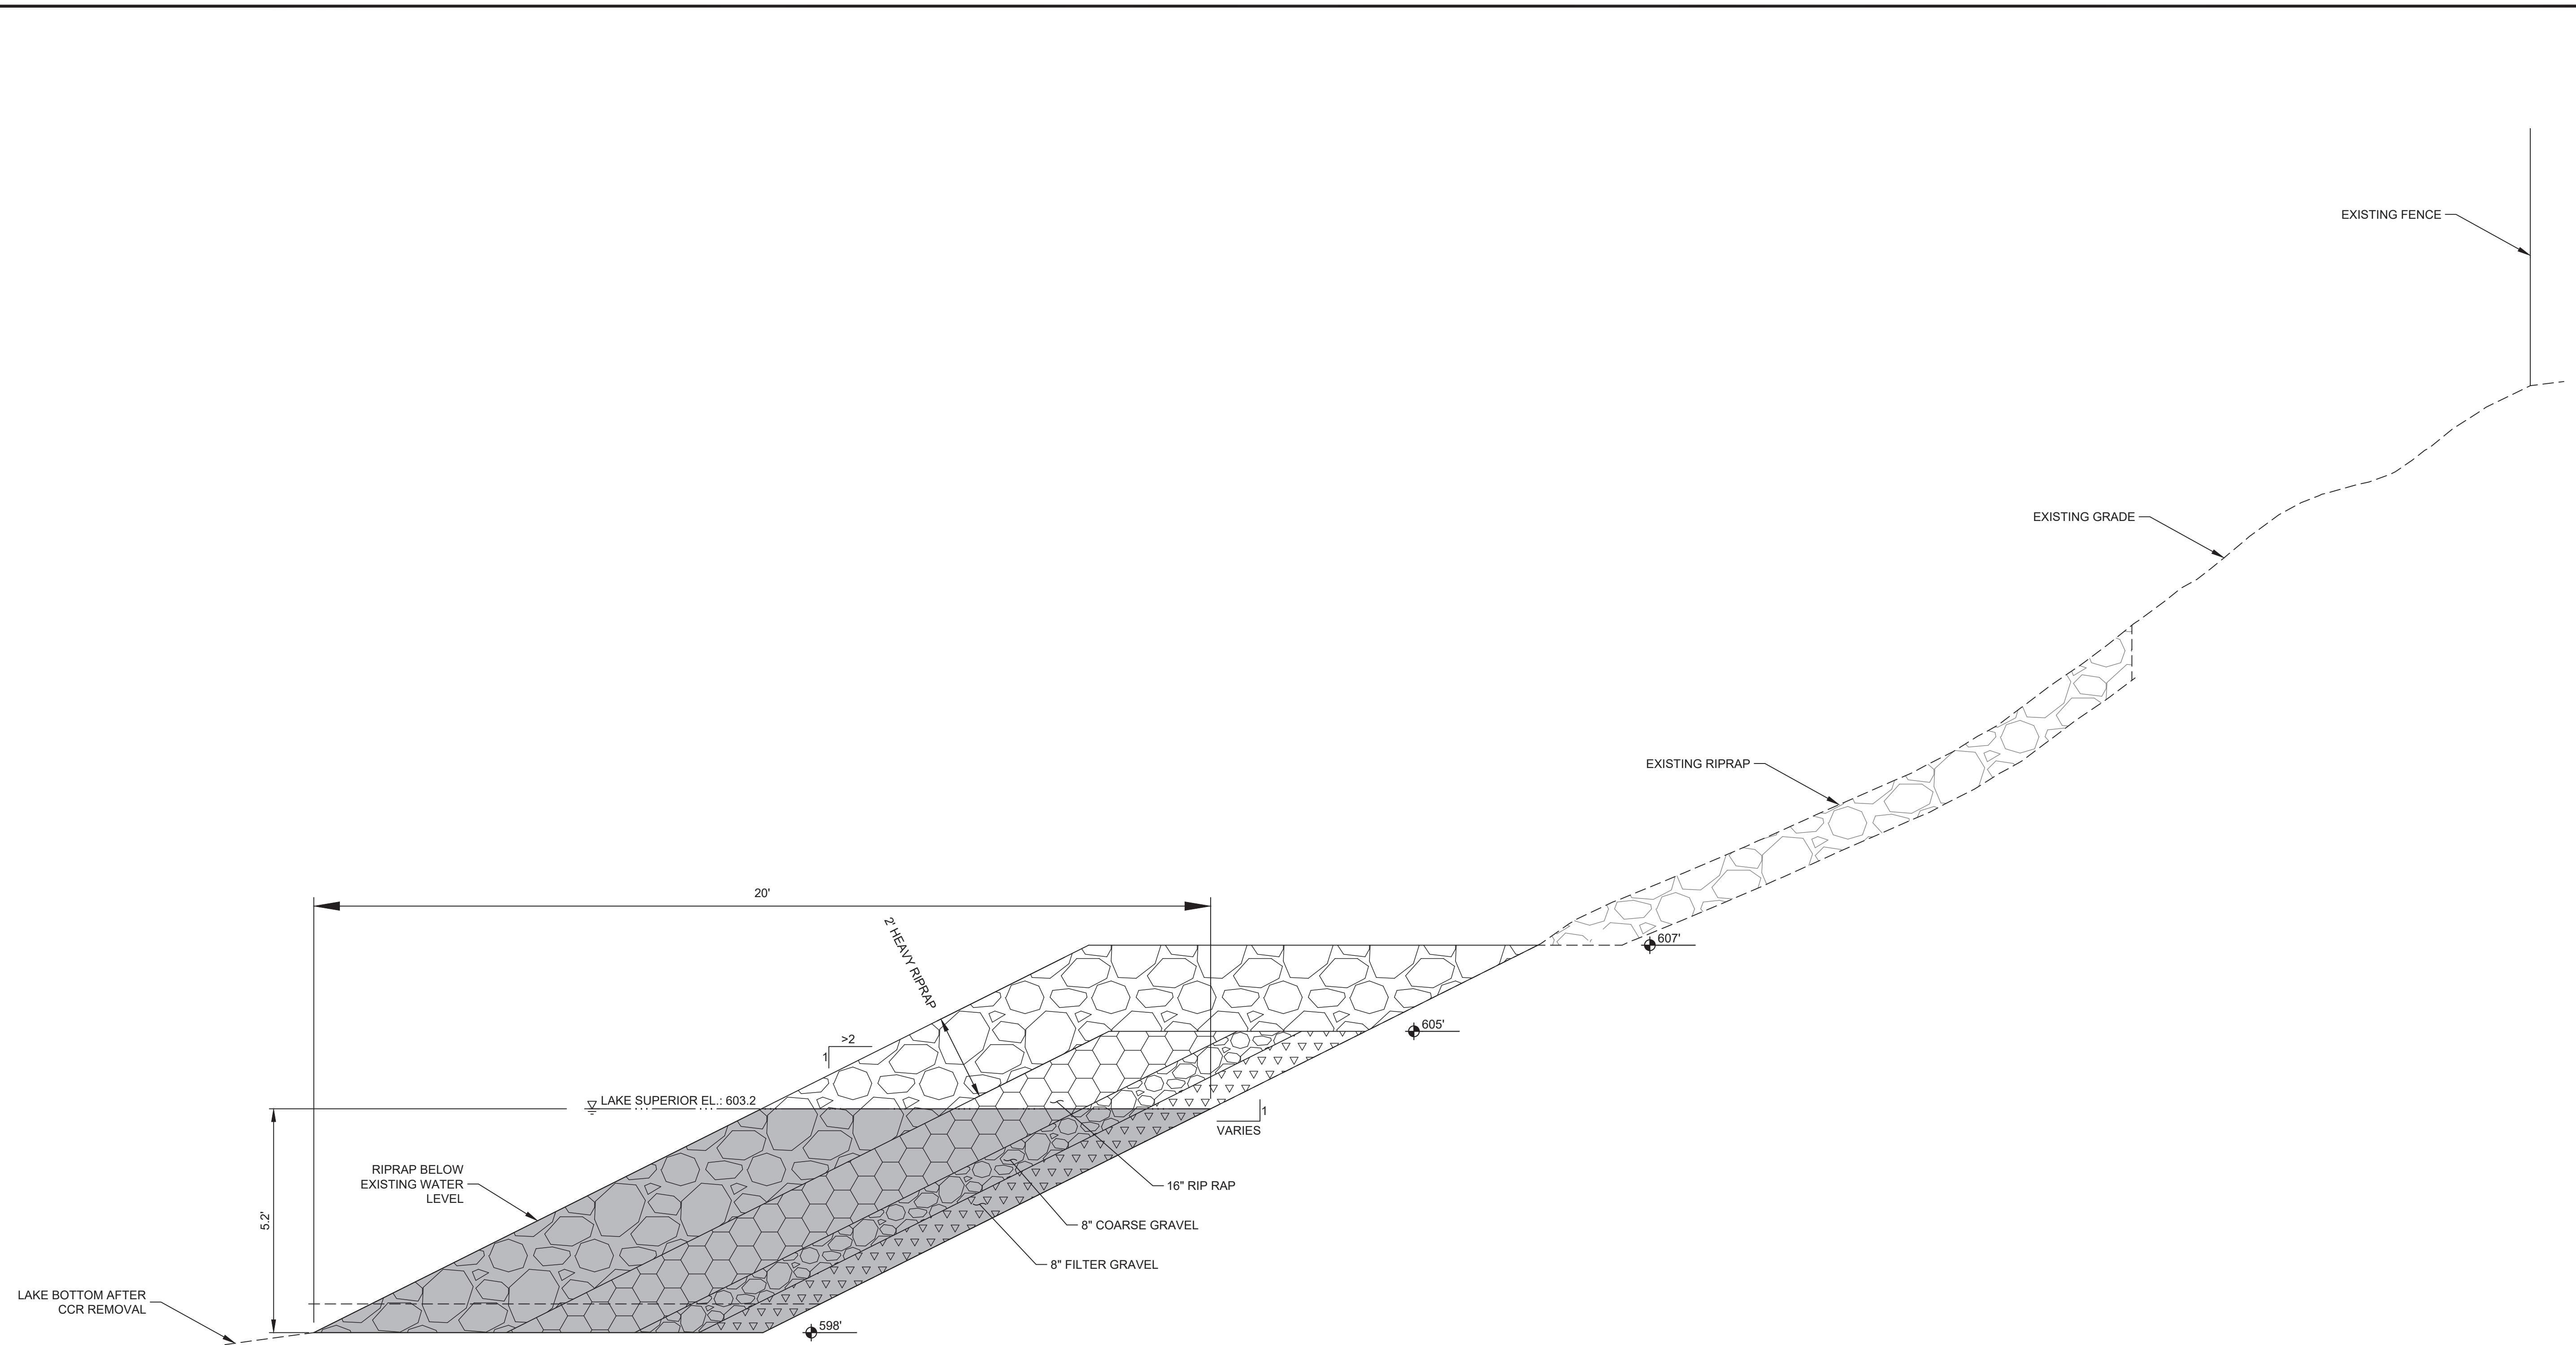 EXISTING FENCE
EXISTING GRADE
EXISTING RIPRAP
20'
2' HEAVY RIPRAP
607'
605'
>2
1
LAKE SUPERIOR EL.: 603.2
1
VARIES
RIPRAP BELOW
EXISTING WATER
LEVEL
16" RIP RAP
5.2'
8" COARSE GRAVEL
8" FILTER GRAVEL
LAKE BOTTOM AFTER
CCR REMOVAL
598'